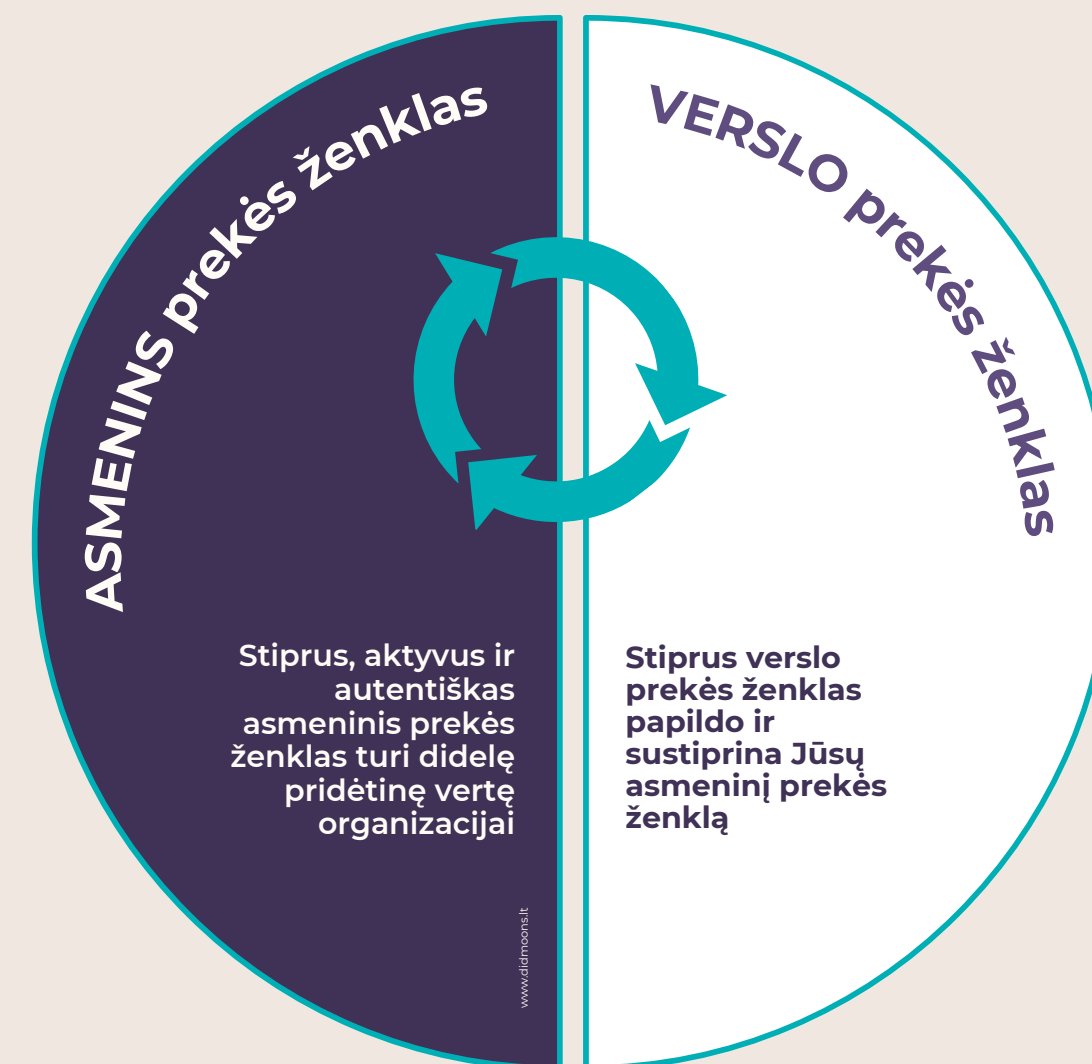 ASMENINS prekės ženklas
Stiprus, aktyvus ir
autentiškas
asmeninis prekės
ženklas turi didelę
pridėtinę vertę
organizacijai
www.didmoons.lt
VERSLO prekės ženklas
Stiprus verslo
prekės ženklas
papildo ir
sustiprina Jūsų
asmeninį prekės
ženklą